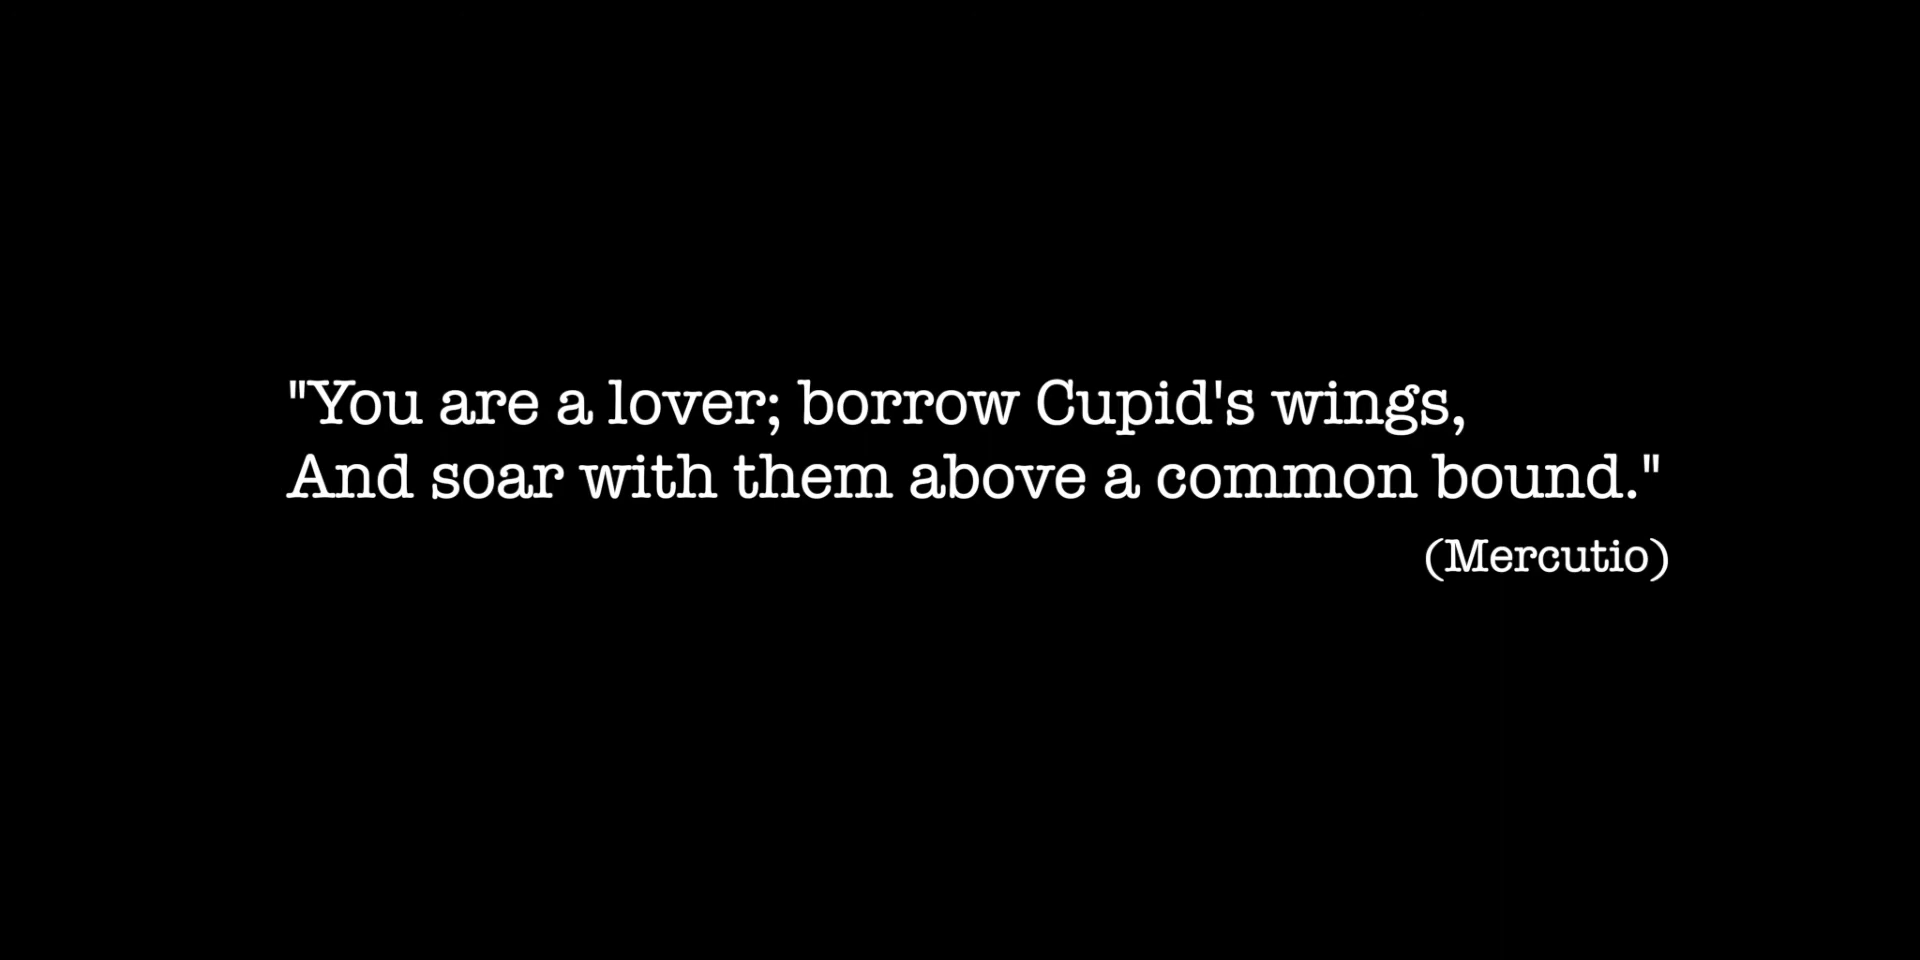 "You are a lover; borrow Cupid's wings,
And soar with them above a common bound."
(Mercutio)